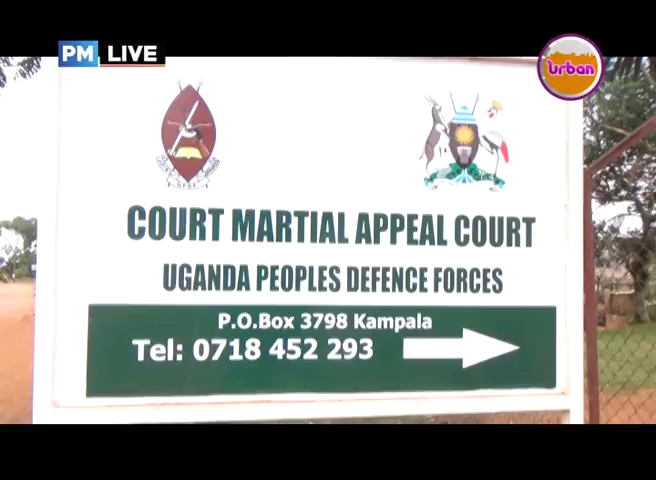 PM LIVE
urban
COURT MARTIAL APPEAL COURT
UGANDA PEOPLES DEFENCE FORCES
P.O.Box 3798 Kampala
Tel: 0718 452 293